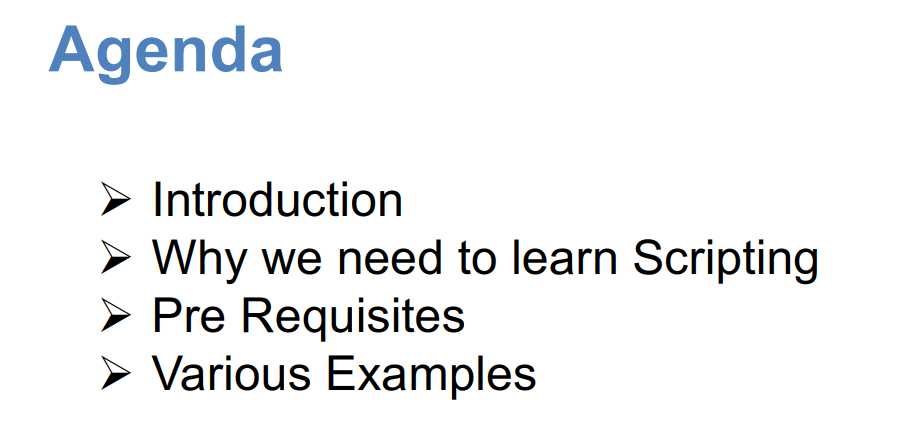 Agenda
➢ Introduction
➢ Why we need to learn Scripting
➢ Pre Requisites
➢ Various Examples